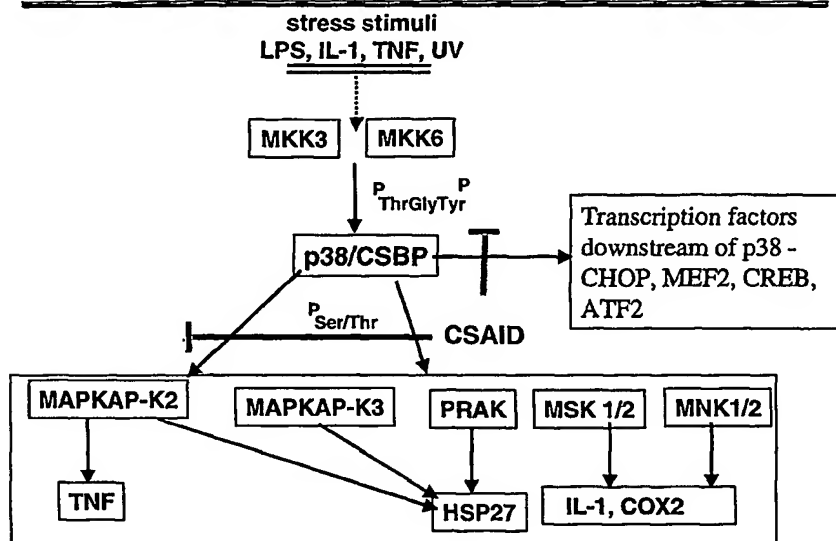 stress stimuli
LPS, IL-1, TNF, UV
MKK3
MKK6
P
ThrGlyTyr
P
p38/CSBP
Transcription factors
downstream of p38 -
CHOP, MEF2, CREB,
ATF2
P
Ser/Thr
CSAID
MAPKAP-K2
MAPKAP-K3
PRAK
MSK 1/2
MNK1/2
TNF
HSP27
IL-1, COX2